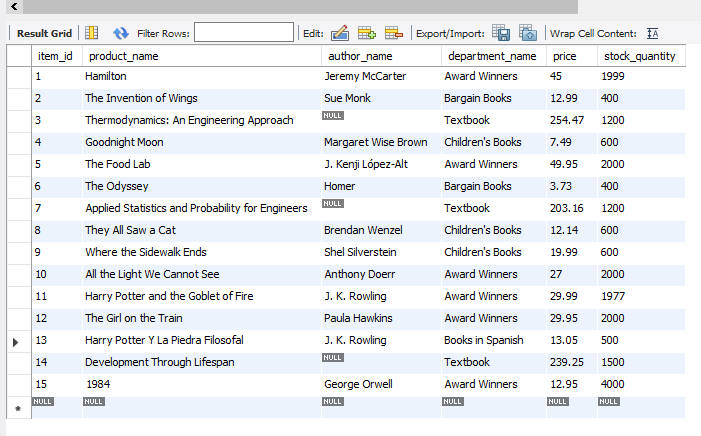 Result Grid Filter Rows: Edit: Export/Import: Wrap Cell Content: IA
item_id product_name author_name department_name price stock_quantity
1 Hamilton Jeremy McCarter Award Winners 45 1999
2 The Invention of Wings Sue Monk Bargain Books 12.99 400
3 Thermodynamics: An Engineering Approach NULL Textbook 254.47 1200
4 Goodnight Moon Margaret Wise Brown Children's Books 7.49 600
5 The Food Lab J. Kenji López-Alt Award Winners 49.95 2000
6 The Odyssey Homer Bargain Books 3.73 400
7 Applied Statistics and Probability for Engineers NULL Textbook 203.16 1200
8 They All Saw a Cat Brendan Wenzel Children's Books 12.14 600
9 Where the Sidewalk Ends Shel Silverstein Children's Books 19.99 600
10 All the Light We Cannot See Anthony Doerr Award Winners 27 2000
11 Harry Potter and the Goblet of Fire J. K. Rowling Award Winners 29.99 1977
12 The Girl on the Train Paula Hawkins Award Winners 29.95 2000
13 Harry Potter Y La Piedra Filosofal J. K. Rowling Books in Spanish 13.05 500
14 Development Through Lifespan NULL Textbook 239.25 1500
15 1984 George Orwell Award Winners 12.95 4000
NULL NULL NULL NULL NULL NULL